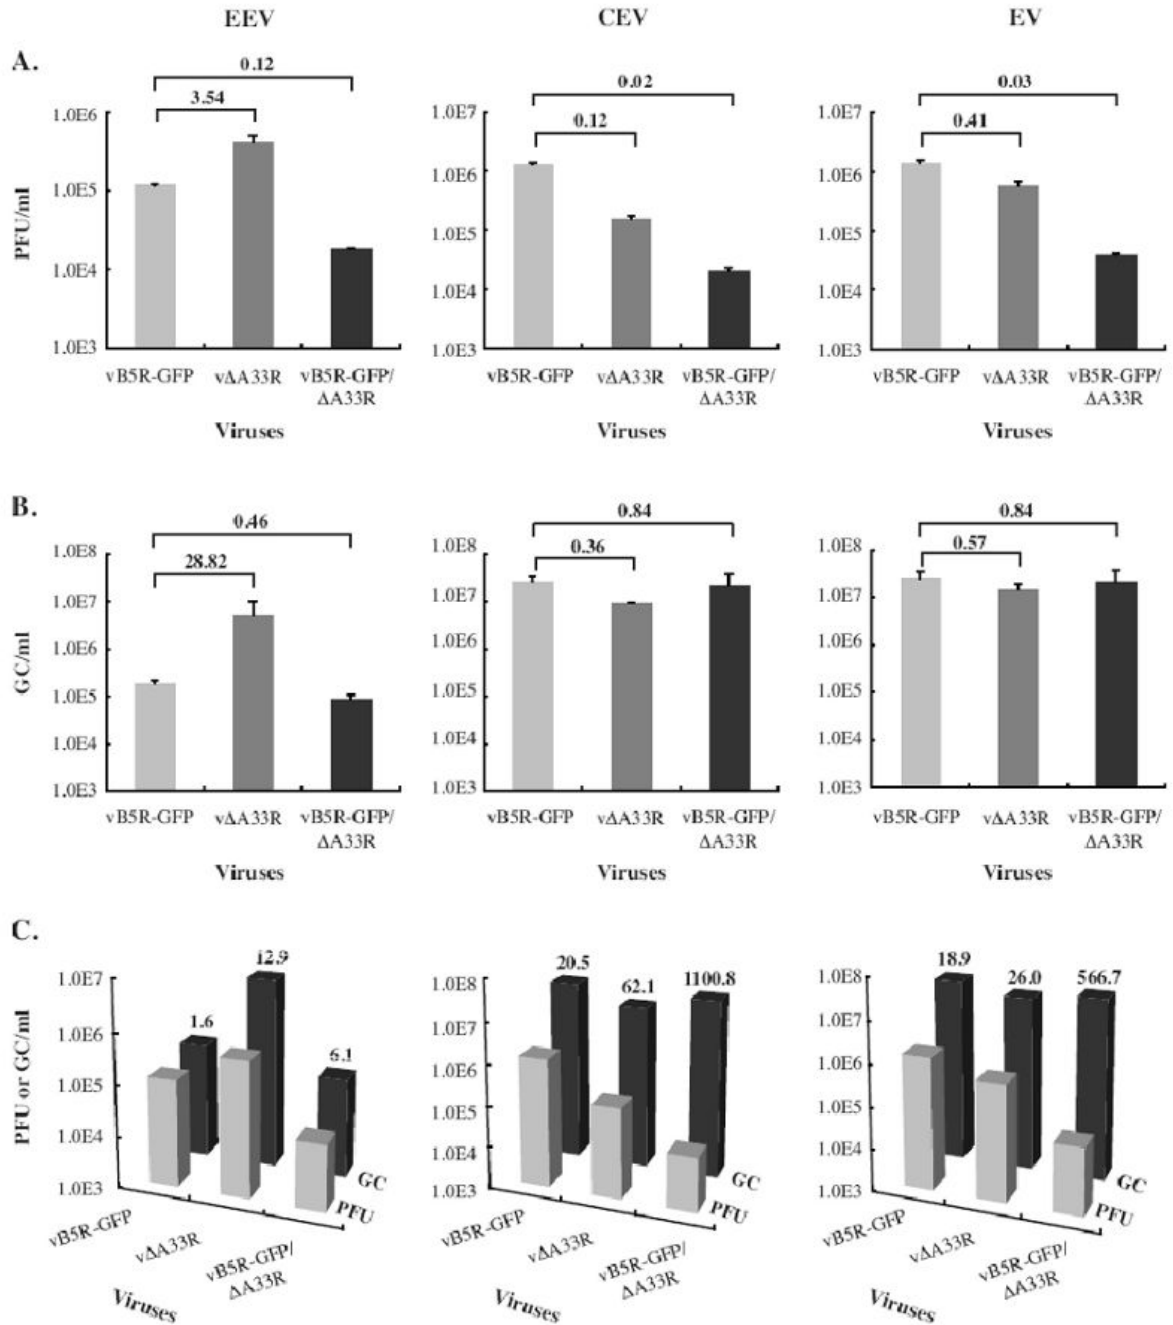 EEV CEV EV
A.
0.12 0.02 0.03
3.54 0.12 0.41
1.0E6 1.0E7 1.0E7
1.0E5 1.0E6 1.0E6
1.0E4 1.0E5 1.0E5
1.0E3 1.0E4 1.0E4
1.0E3 1.0E3
PFU/ml
vB5R-GFP vΔA33R vB5R-GFP/ vB5R-GFP vΔA33R vB5R-GFP/ vB5R-GFP vΔA33R vB5R-GFP/
ΔA33R ΔA33R ΔA33R
Viruses Viruses Viruses
B.
0.46 0.84 0.84
28.82 0.36 0.57
1.0E8 1.0E8 1.0E8
1.0E7 1.0E7 1.0E7
1.0E6 1.0E6 1.0E6
1.0E5 1.0E5 1.0E5
1.0E4 1.0E4 1.0E4
1.0E3 1.0E3 1.0E3
GC/ml
vB5R-GFP vΔA33R vB5R-GFP/ vB5R-GFP vΔA33R vB5R-GFP/ vB5R-GFP vΔA33R vB5R-GFP/
ΔA33R ΔA33R ΔA33R
Viruses Viruses Viruses
C.
1.6 12.9 6.1 20.5 62.1 1100.8 18.9 26.0 566.7
1.0E7 1.0E8 1.0E8
1.0E6 1.0E7 1.0E7
1.0E5 1.0E6 1.0E6
1.0E4 1.0E5 1.0E5
1.0E3 1.0E4 1.0E4
1.0E3 1.0E3
PFU or GC/ml
GC GC GC
PFU PFU PFU
vB5R-GFP vΔA33R vB5R-GFP/ vB5R-GFP vΔA33R vB5R-GFP/ vB5R-GFP vΔA33R vB5R-GFP/
ΔA33R ΔA33R ΔA33R
Viruses Viruses Viruses